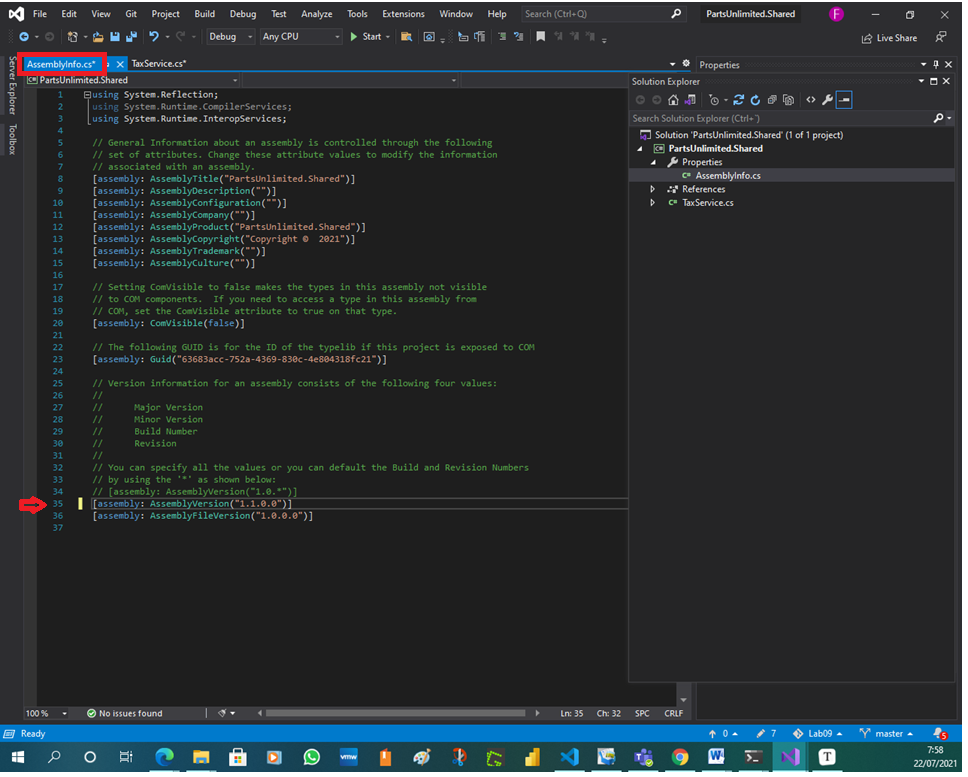 File Edit View Git Project Build Debug Test Analyze Tools Extensions Window Help Search (Ctrl+Q) PartsUnlimited.Shared F
Debug Any CPU Start Live Share
AssemblyInfo.cs* TaxService.cs*
PartsUnlimited.Shared
Server Explorer
Toolbox
1 using System.Reflection;
2 using System.Runtime.CompilerServices;
3 using System.Runtime.InteropServices;
4
5 // General Information about an assembly is controlled through the following
6 // set of attributes. Change these attribute values to modify the information
7 // associated with an assembly.
8 [assembly: AssemblyTitle("PartsUnlimited.Shared")]
9 [assembly: AssemblyDescription("")]
10 [assembly: AssemblyConfiguration("")]
11 [assembly: AssemblyCompany("")]
12 [assembly: AssemblyProduct("PartsUnlimited.Shared")]
13 [assembly: AssemblyCopyright("Copyright ©  2021")]
14 [assembly: AssemblyTrademark("")]
15 [assembly: AssemblyCulture("")]
16
17 // Setting ComVisible to false makes the types in this assembly not visible
18 // to COM components.  If you need to access a type in this assembly from
19 // COM, set the ComVisible attribute to true on that type.
20 [assembly: ComVisible(false)]
21
22 // The following GUID is for the ID of the typelib if this project is exposed to COM
23 [assembly: Guid("63683acc-752a-4369-830c-4e804318fc21")]
24
25 // Version information for an assembly consists of the following four values:
26 //
27 //      Major Version
28 //      Minor Version
29 //      Build Number
30 //      Revision
31 //
32 // You can specify all the values or you can default the Build and Revision Numbers
33 // by using the '*' as shown below:
34 // [assembly: AssemblyVersion("1.0.*")]
35 [assembly: AssemblyVersion("1.1.0.0")]
36 [assembly: AssemblyFileVersion("1.0.0.0")]
37
Properties
Solution Explorer
Search Solution Explorer (Ctrl+¨)
Solution 'PartsUnlimited.Shared' (1 of 1 project)
PartsUnlimited.Shared
Properties
AssemblyInfo.cs
References
TaxService.cs
100 % No issues found Ln: 35 Ch: 32 SPC CRLF
Ready 0 7 Lab09 master 5
vmw T
7:58
22/07/2021